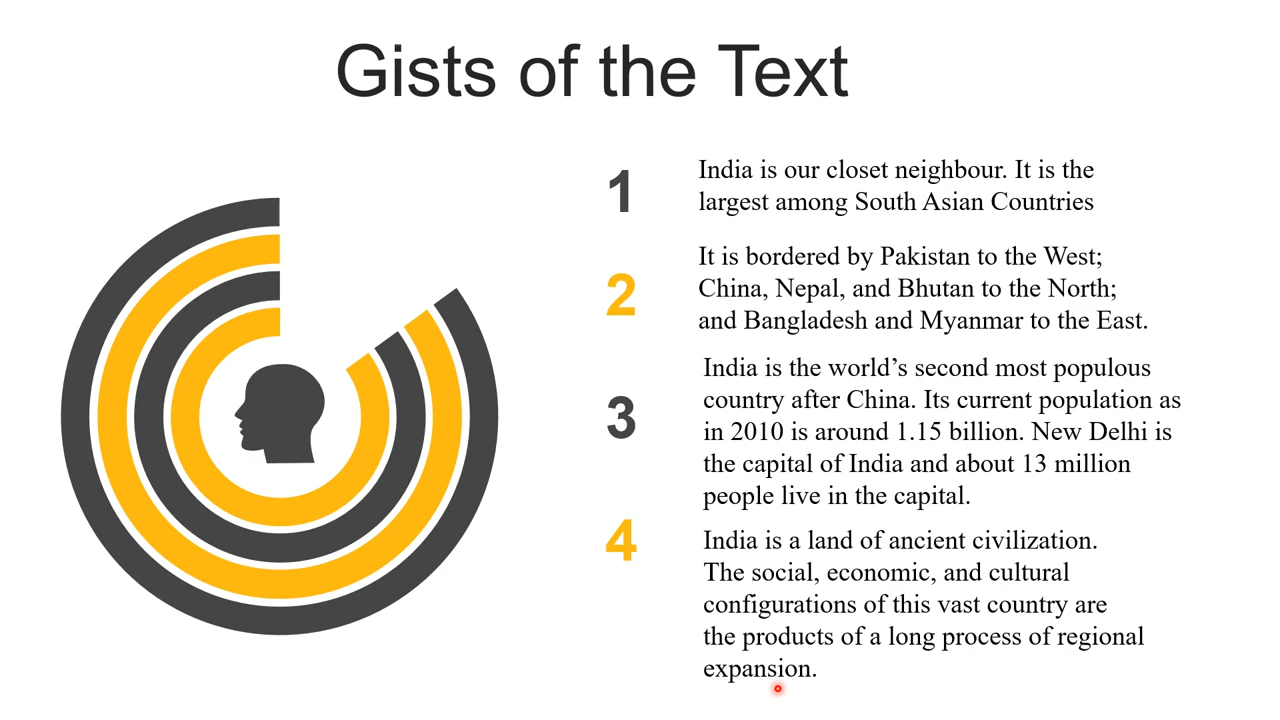 Gists of the Text
1
India is our closet neighbour. It is the
largest among South Asian Countries
2
It is bordered by Pakistan to the West;
China, Nepal, and Bhutan to the North;
and Bangladesh and Myanmar to the East.
3
India is the world’s second most populous
country after China. Its current population as
in 2010 is around 1.15 billion. New Delhi is
the capital of India and about 13 million
people live in the capital.
4
India is a land of ancient civilization.
The social, economic, and cultural
configurations of this vast country are
the products of a long process of regional
expansion.